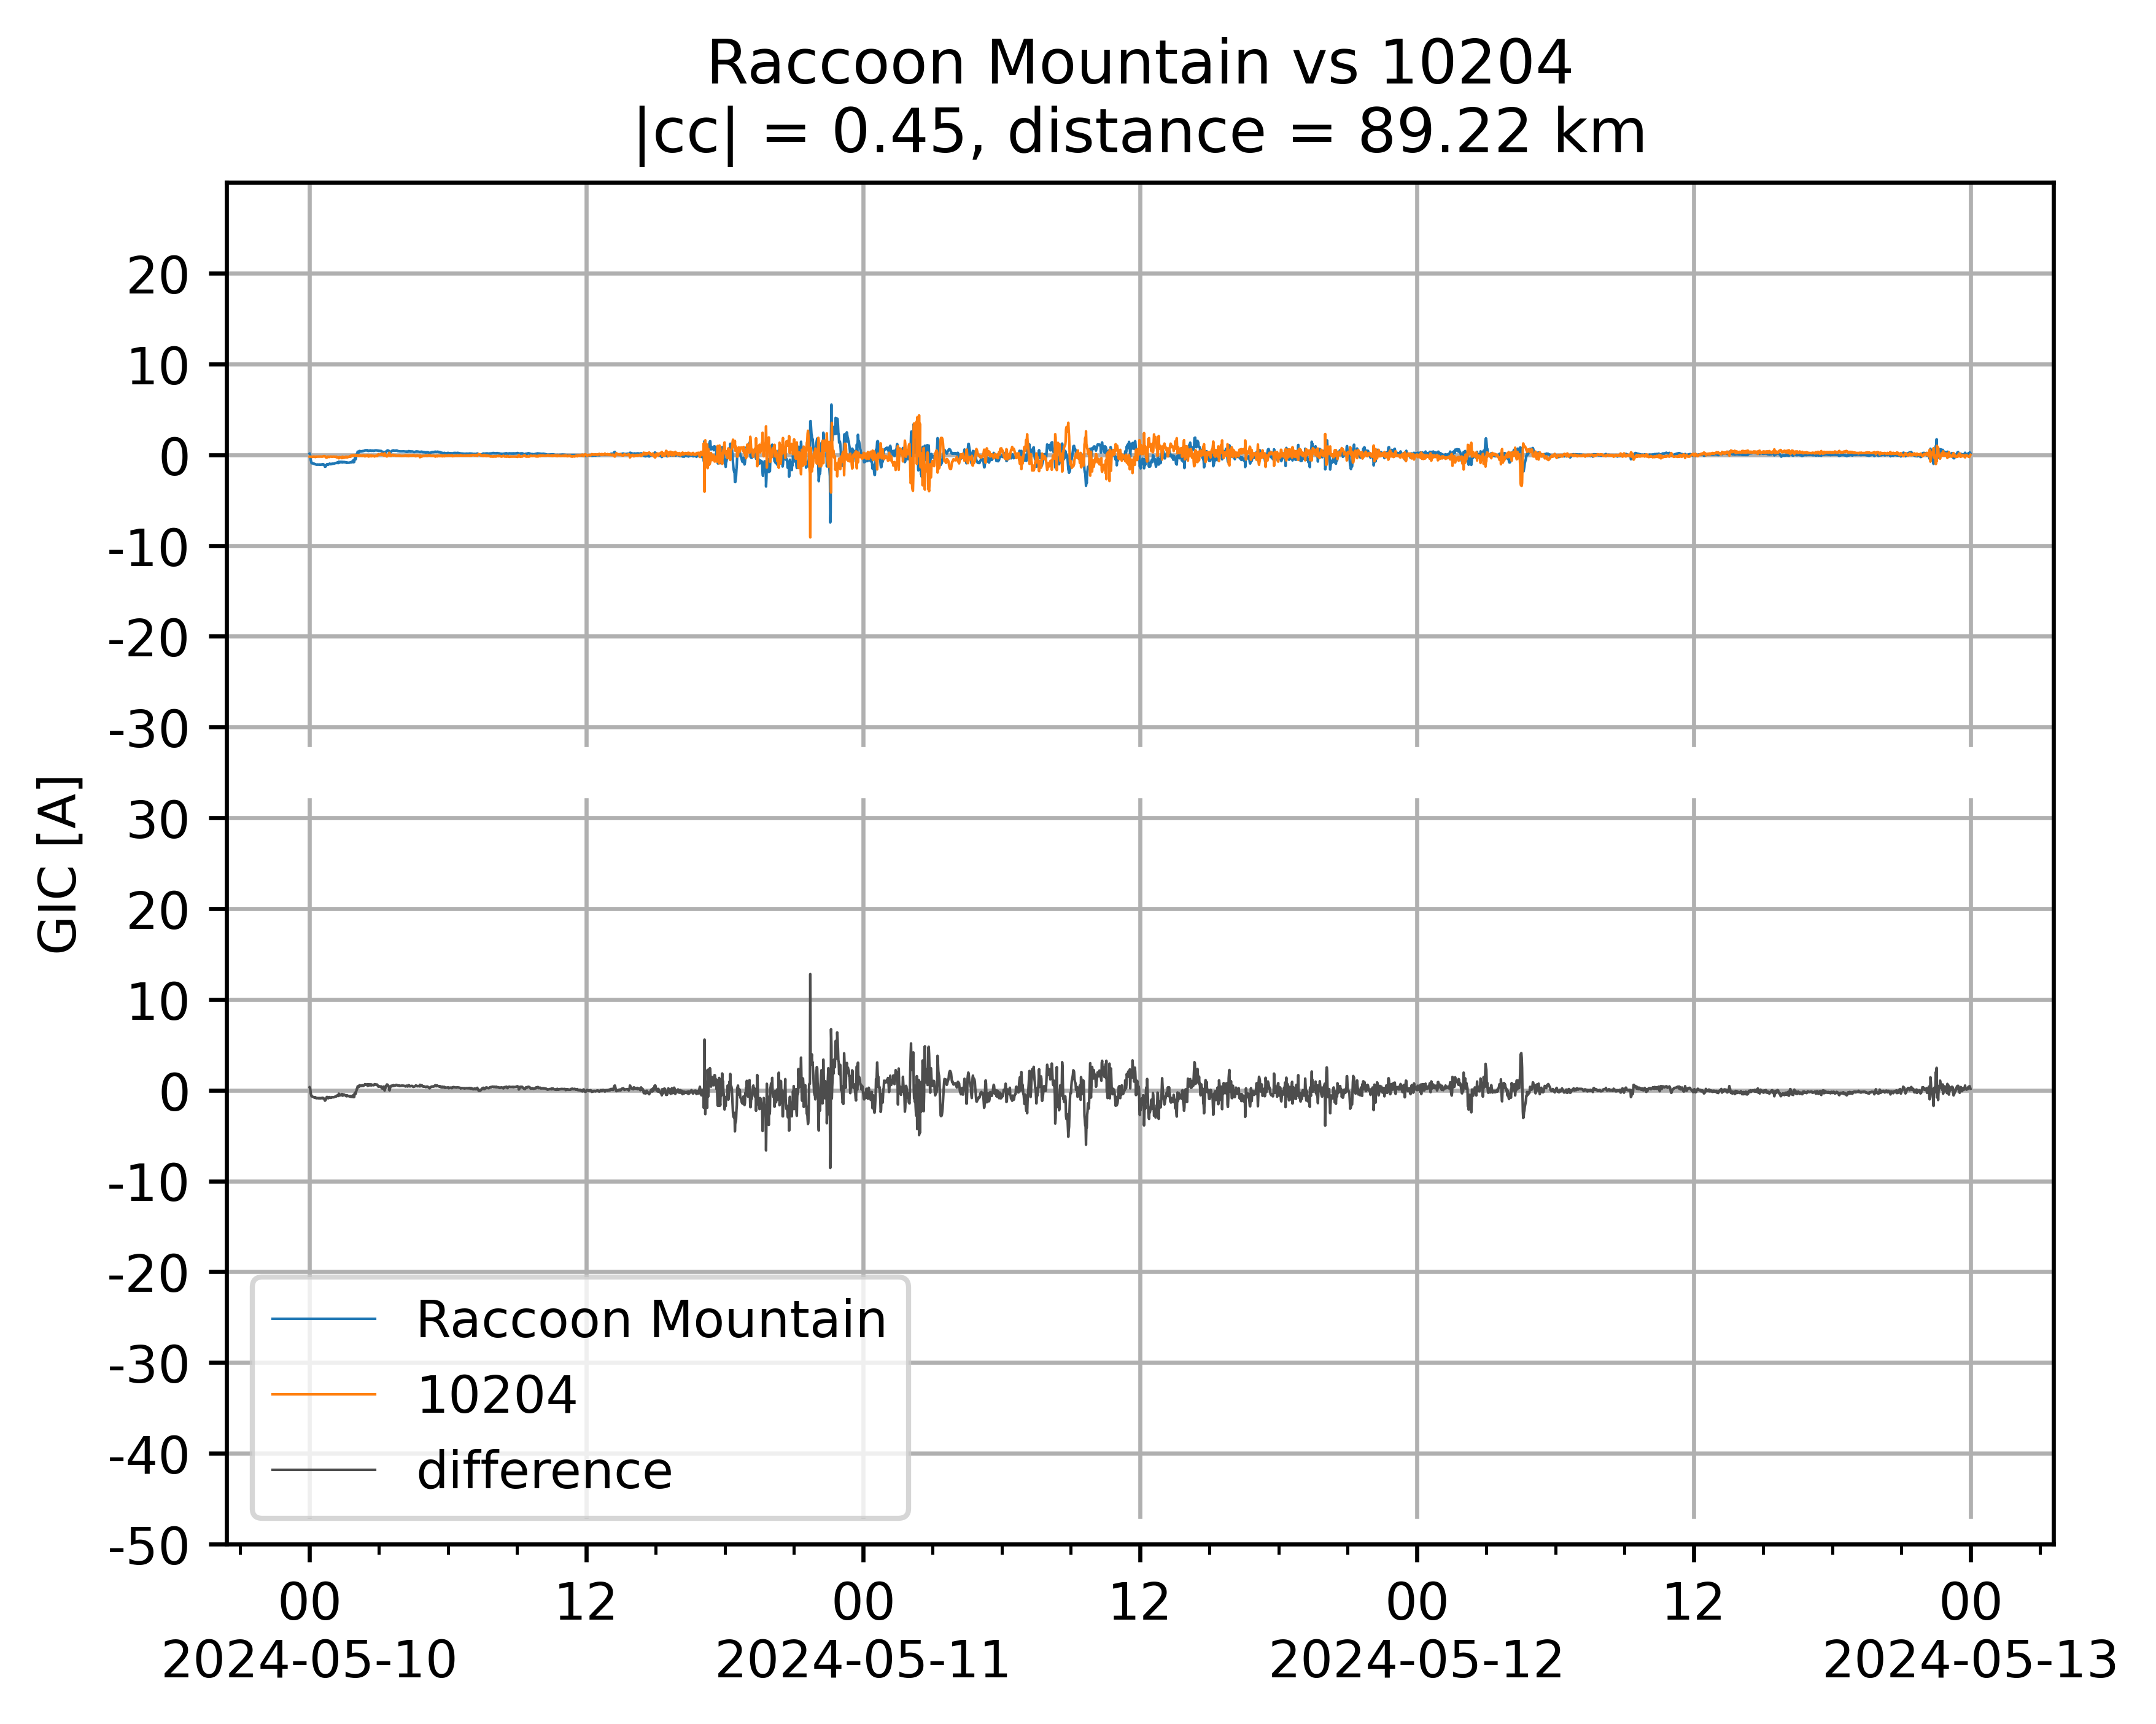 Raccoon Mountain vs 10204
|cc| = 0.45, distance = 89.22 km
GIC [A]
20
10
0
-10
-20
-30
30
20
10
0
-10
-20
-30
-40
-50
Raccoon Mountain
10204
difference
00 12 00 12 00 12 00
2024-05-10 2024-05-11 2024-05-12 2024-05-13